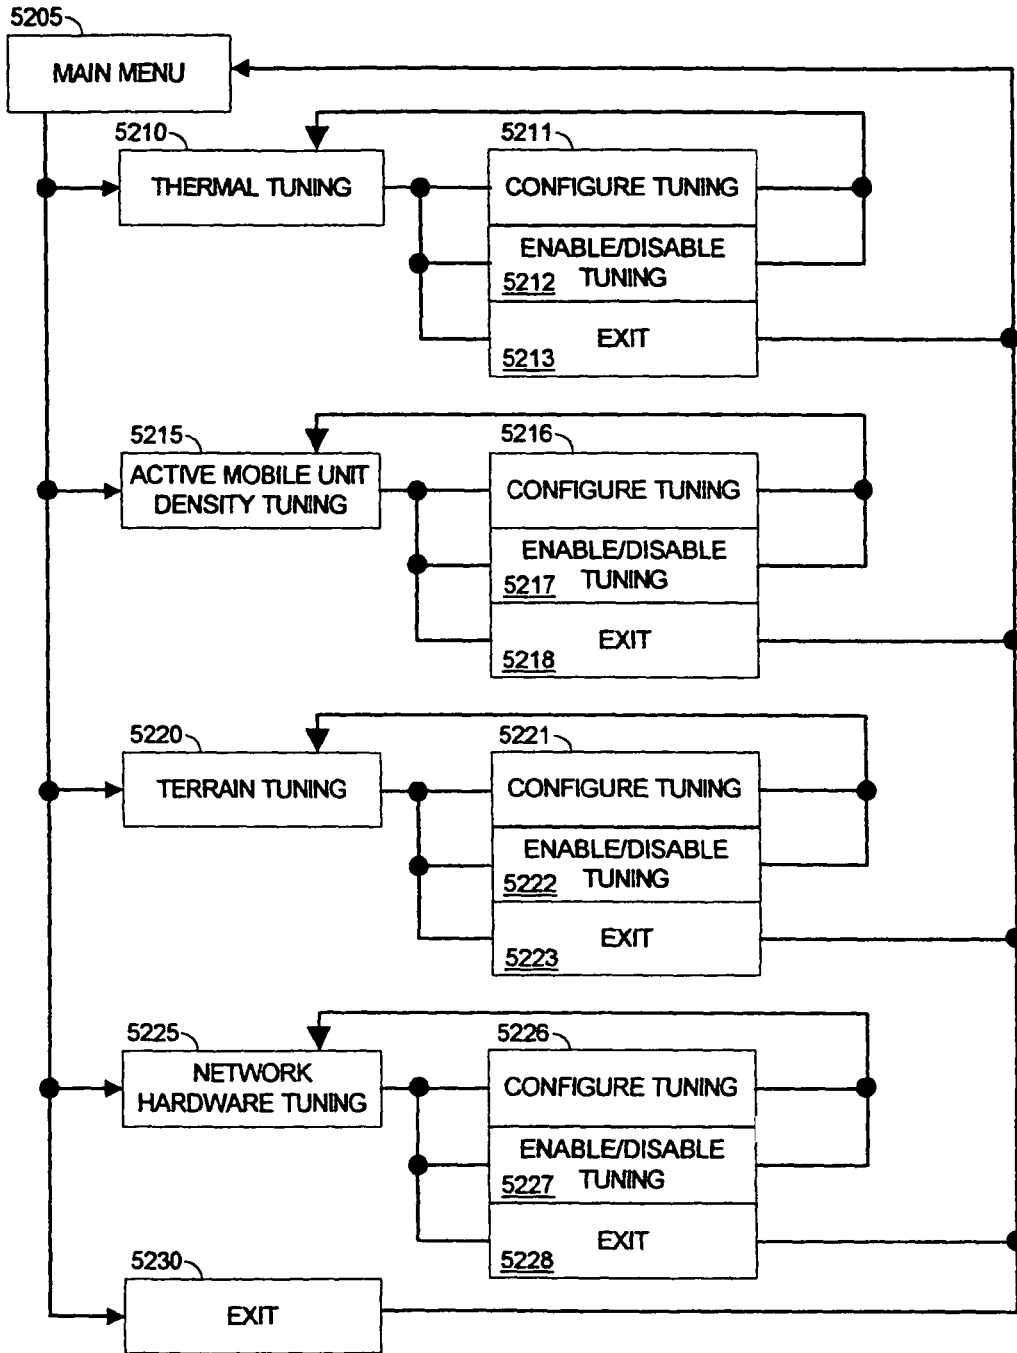 5205
MAIN MENU
5210
THERMAL TUNING
5211
CONFIGURE TUNING
ENABLE/DISABLE
TUNING
5212
EXIT
5213
5215
ACTIVE MOBILE UNIT
DENSITY TUNING
5216
CONFIGURE TUNING
ENABLE/DISABLE
TUNING
5217
EXIT
5218
5220
TERRAIN TUNING
5221
CONFIGURE TUNING
ENABLE/DISABLE
TUNING
5222
EXIT
5223
5225
NETWORK
HARDWARE TUNING
5226
CONFIGURE TUNING
ENABLE/DISABLE
TUNING
5227
EXIT
5228
5230
EXIT